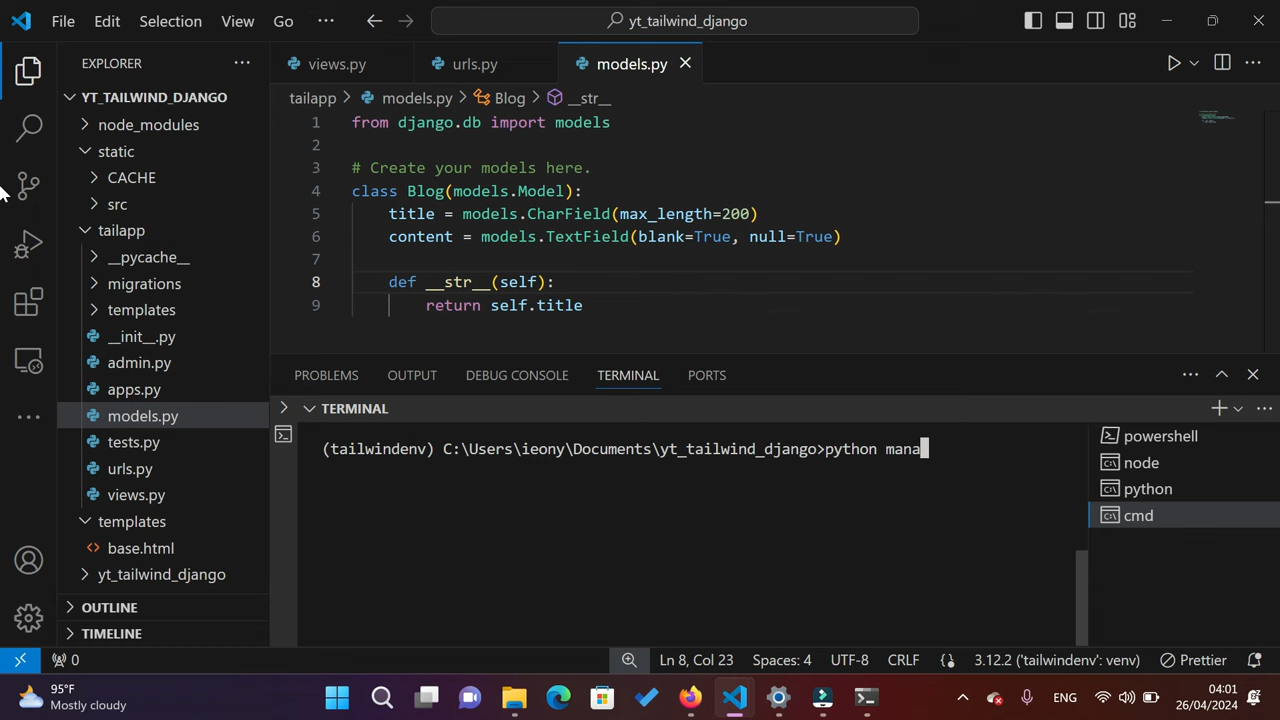 File Edit Selection View Go yt_tailwind_django
EXPLORER
views.py urls.py models.py
YT_TAILWIND_DJANGO
node_modules
static
CACHE
src
tailapp
__pycache__
migrations
templates
__init__.py
admin.py
apps.py
models.py
tests.py
urls.py
views.py
templates
base.html
yt_tailwind_django
OUTLINE
TIMELINE
tailapp models.py Blog __str__
1 from django.db import models
2
3 # Create your models here.
4 class Blog(models.Model):
5 title = models.CharField(max_length=200)
6 content = models.TextField(blank=True, null=True)
7
8 def __str__(self):
9 return self.title
PROBLEMS OUTPUT DEBUG CONSOLE TERMINAL PORTS
TERMINAL
(tailwindenv) C:\Users\ieony\Documents\yt_tailwind_django>python mana
powershell
node
python
cmd
0 Ln 8, Col 23 Spaces: 4 UTF-8 CRLF 3.12.2 ('tailwindenv': venv) Prettier
95°F
Mostly cloudy
ENG
04:01
26/04/2024